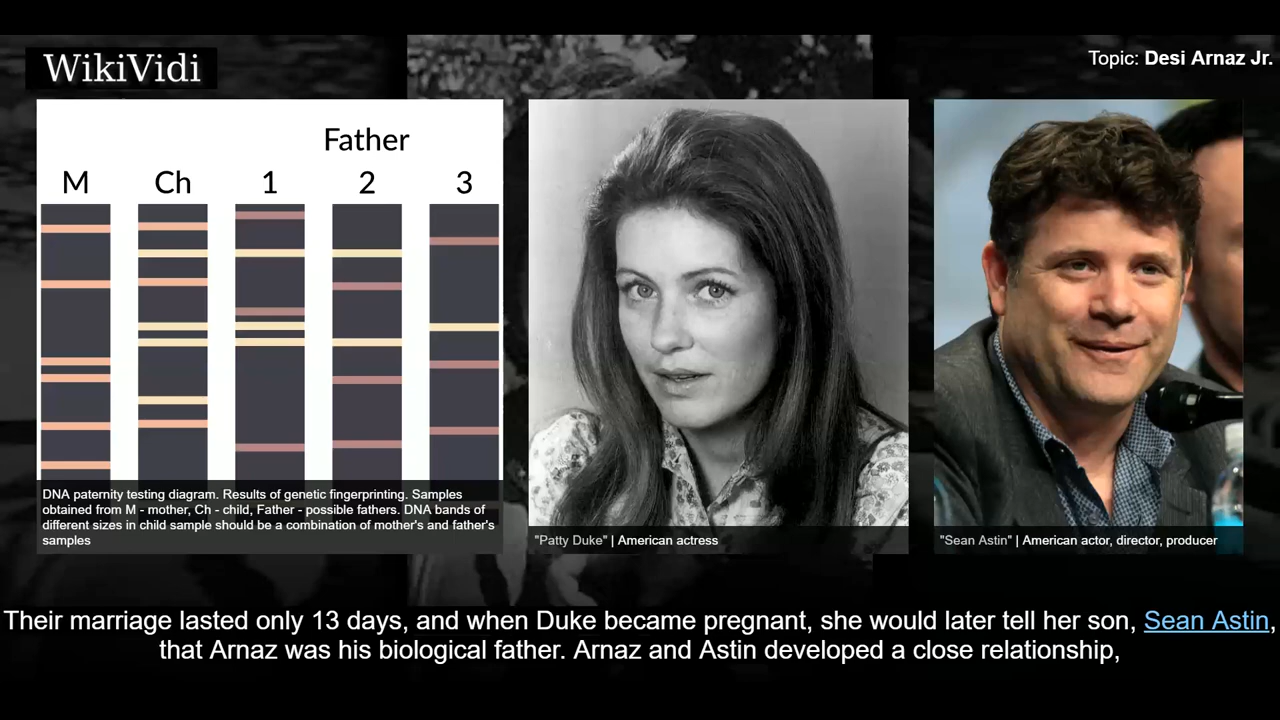 WikiVidi
Topic: Desi Arnaz Jr.
Father
M Ch 1 2 3
DNA paternity testing diagram. Results of genetic fingerprinting. Samples
obtained from M - mother, Ch - child, Father - possible fathers. DNA bands of
different sizes in child sample should be a combination of mother's and father's
samples
"Patty Duke" | American actress
"Sean Astin" | American actor, director, producer
Their marriage lasted only 13 days, and when Duke became pregnant, she would later tell her son, Sean Astin,
that Arnaz was his biological father. Arnaz and Astin developed a close relationship,